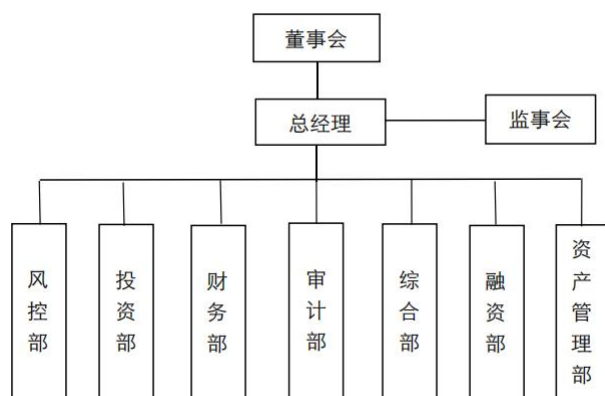 董事会
总经理
监事会
风控部
投资部
财务部
审计部
综合部
融资部
资产管理部